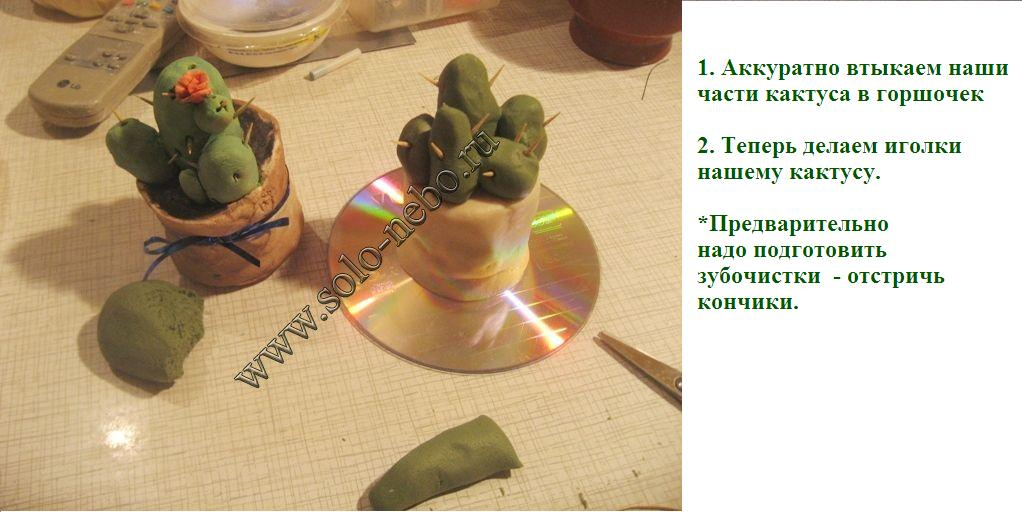 1. Аккуратно втыкаем наши
части кактуса в горшочек
2. Теперь делаем иголки
нашему кактусу.
*Предварительно
надо подготовить
зубочистки - отстричь
кончики.
www.solo-nebo.ru
LG